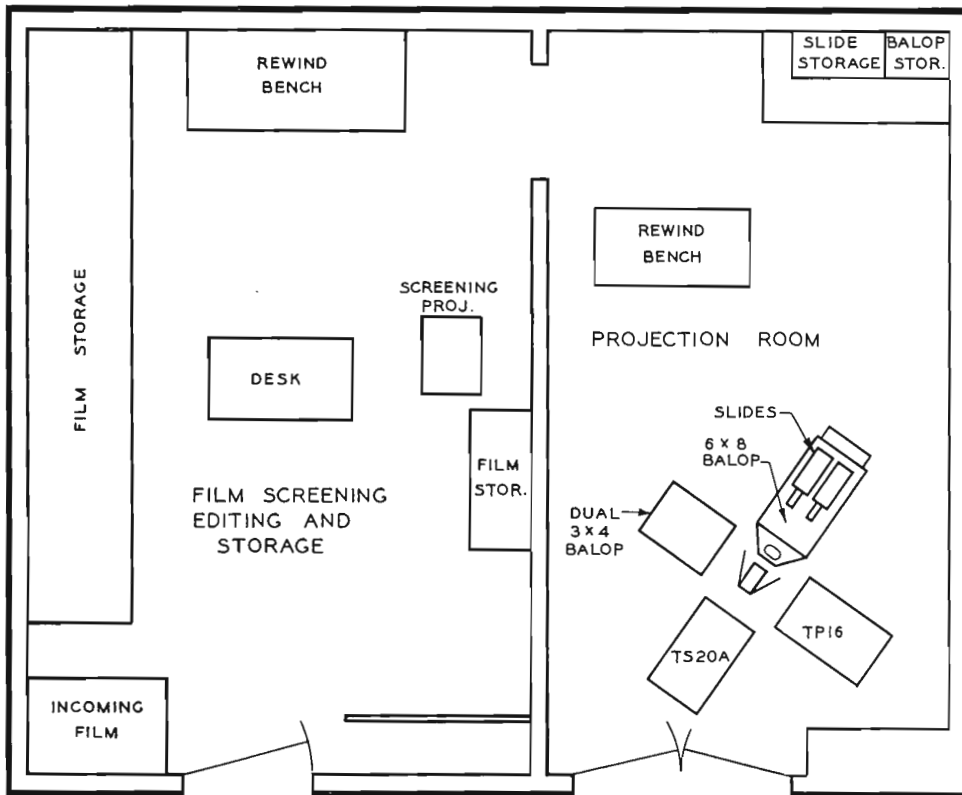 REWIND
BENCH
SLIDE
STORAGE
BALOP
STOR.
FILM STORAGE
REWIND
BENCH
SCREENING
PROJ.
PROJECTION ROOM
DESK
SLIDES
6 X 8
BALOP
FILM
STOR.
FILM SCREENING
EDITING AND
STORAGE
DUAL
3 X 4
BALOP
TS20A
TP16
INCOMING
FILM